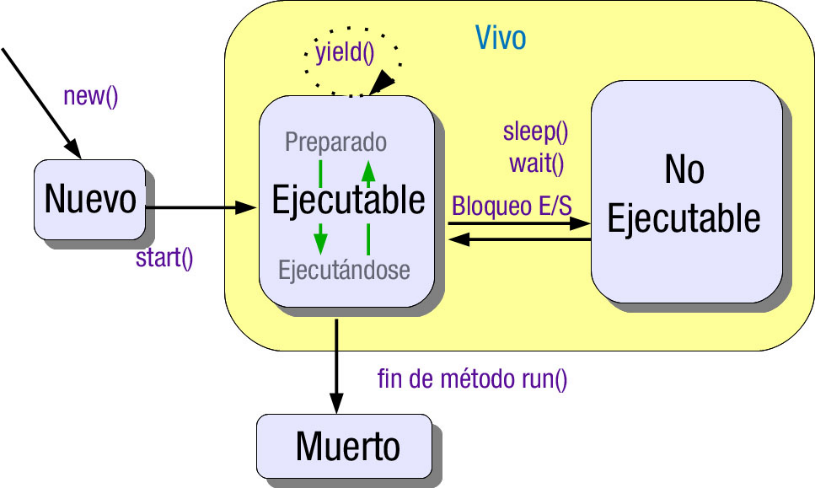 Vivo
yield()
new()
Preparado
sleep()
wait()
No
Ejecutable
Nuevo
Ejecutable
Bloqueo E/S
start()
Ejecutándose
fin de método run()
Muerto